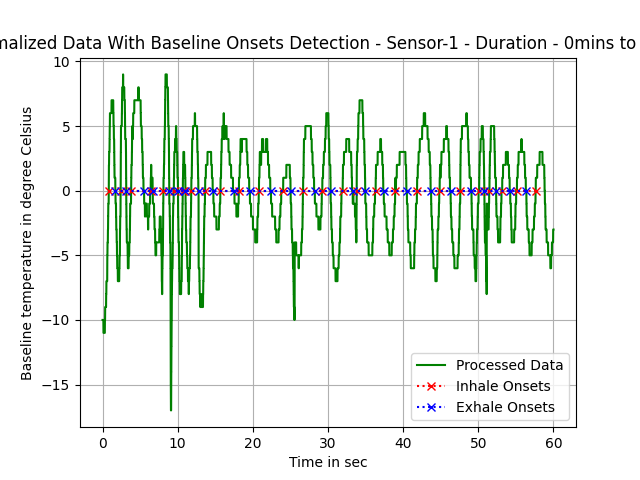 malized Data With Baseline Onsets Detection - Sensor-1 - Duration - 0mins to
10
5
0
−5
−10
−15
Baseline temperature in degree Celsius
0 10 20 30 40 50 60
Time in sec
Processed Data
Inhale Onsets
Exhale Onsets